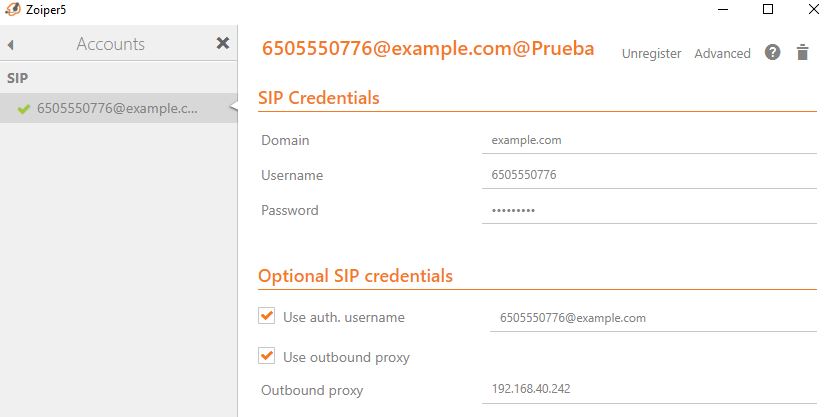 Zoiper5
Accounts
SIP
6505550776@example.c...
6505550776@example.com@Prueba
Unregister Advanced ?
SIP Credentials
Domain example.com
Username 6505550776
Password •••••••••
Optional SIP credentials
Use auth. username 6505550776@example.com
Use outbound proxy
Outbound proxy 192.168.40.242